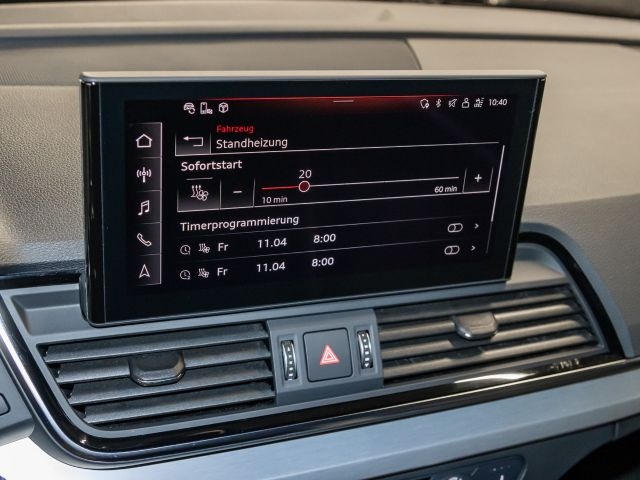 10:40
Fahrzeug
Standheizung
Sofortstart
20
10 min
60 min
Timerprogrammierung
Fr 11.04 8:00
Fr 11.04 8:00